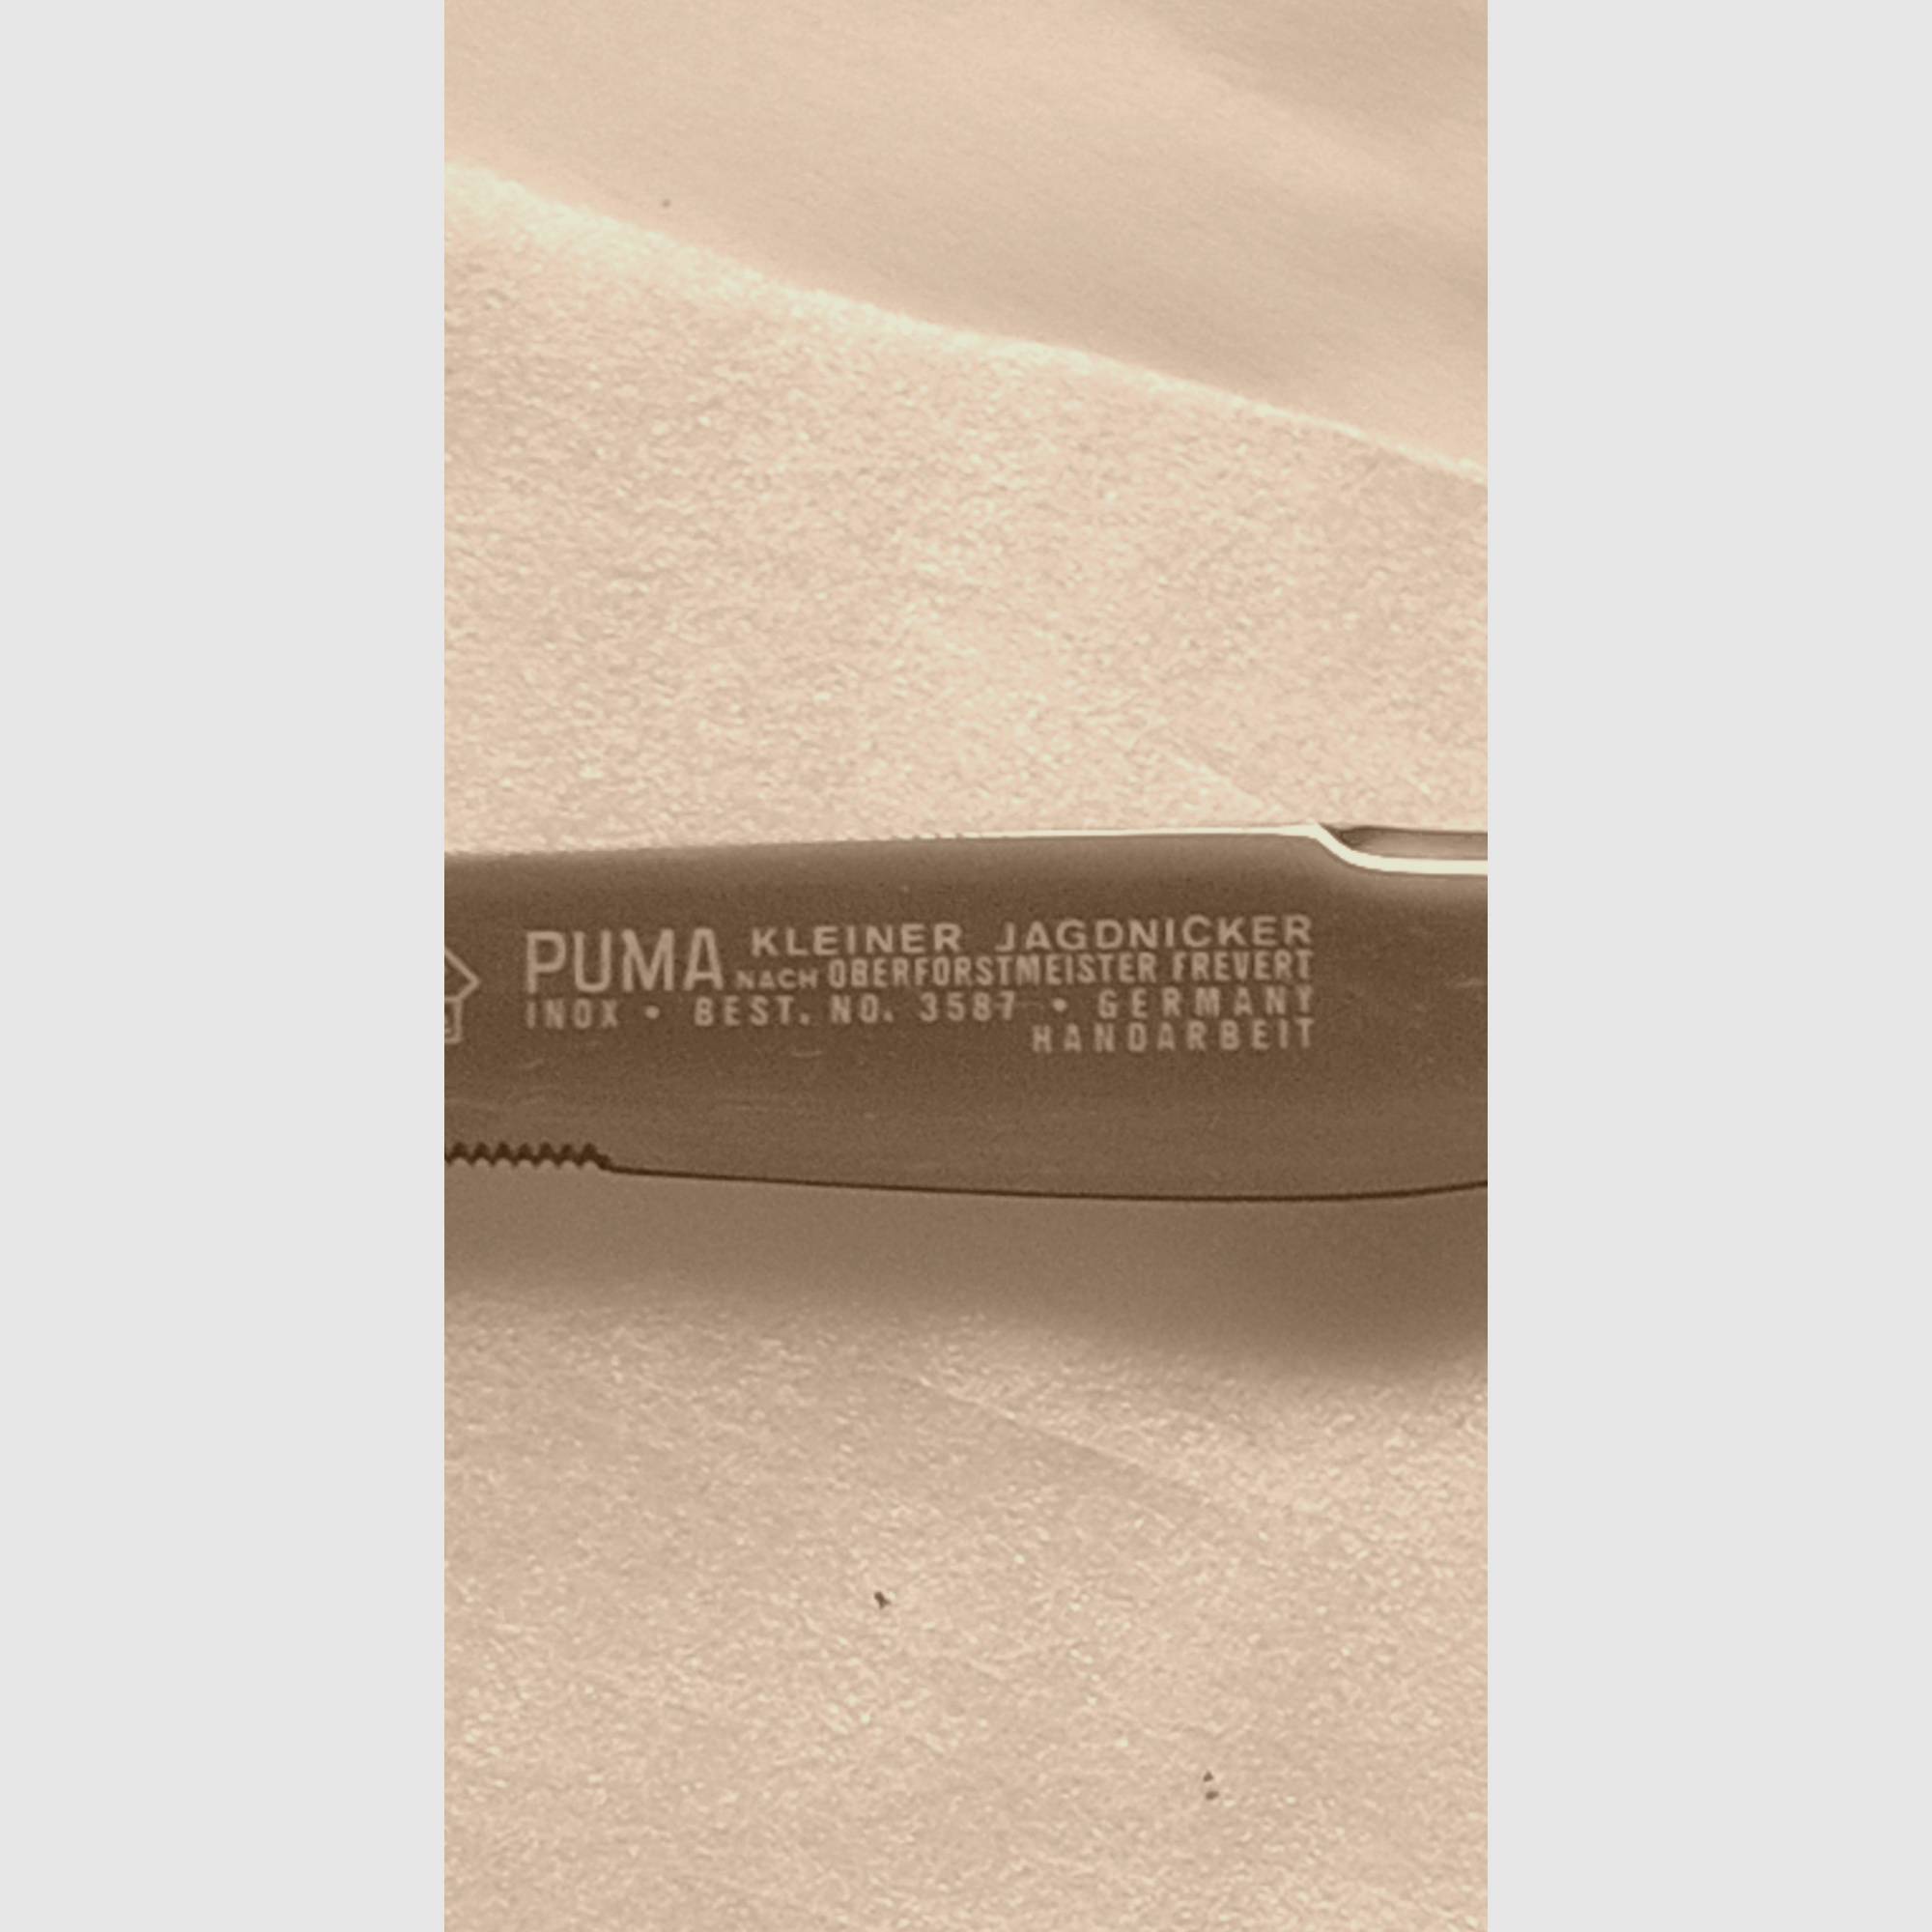 PUMA KLEINER JAGDNICKER
NACH OBERFORSTMEISTER FREVERT
INOX • BEST. NO. 3587 • GERMANY
HANDARBEIT